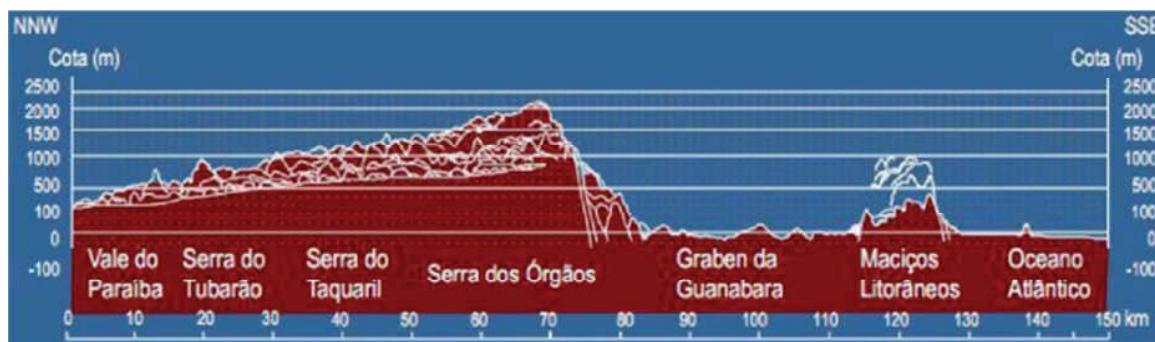 NNW
SSE
Cota (m)
Cota (m)
2500
2500
2000
2000
1500
1500
1000
1000
500
500
100
100
0
0
-100
-100
Vale do
Paraíba
Serra do
Tubarão
Serra do
Taquaril
Serra dos Órgãos
Graben da
Guanabara
Maciços
Litorâneos
Oceano
Atlântico
0 10 20 30 40 50 60 70 80 90 100 110 120 130 150 km